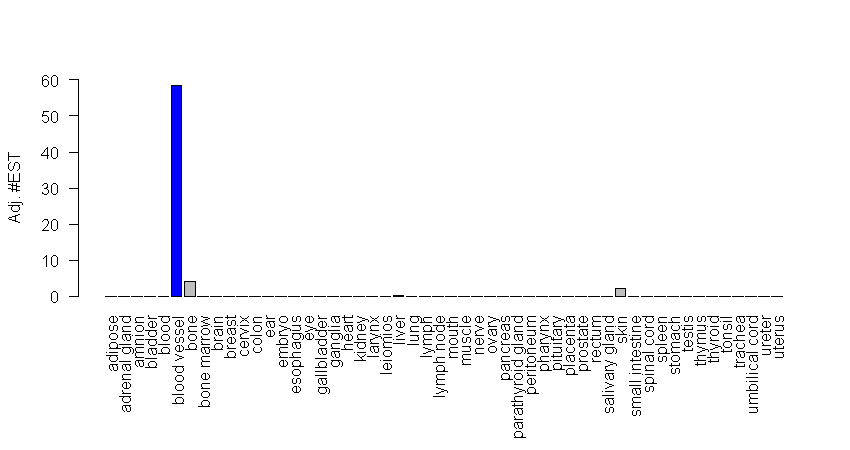 Adj. #EST
60
50
40
30
20
10
0
adipose
adrenal gland
amnion
bladder
blood
blood vessel
bone
bone marrow
brain
breast
cervix
colon
ear
embryo
esophagus
eye
gallbladder
ganglia
heart
kidney
larynx
leiomios
liver
lung
lymph
lymph node
mouth
muscle
nerve
ovary
pancreas
parathyroid gland
peritoneum
pharynx
pituitary
placenta
prostate
rectum
salivary gland
skin
small intestine
spinal cord
spleen
stomach
testis
thymus
thyroid
tonsil
trachea
umbilical cord
ureter
uterus